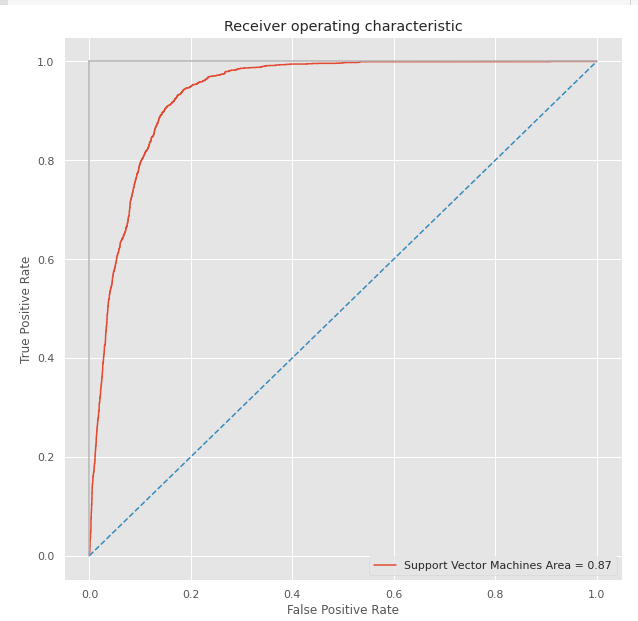 Receiver operating characteristic
1.0
0.8
0.6
0.4
0.2
0.0
True Positive Rate
Support Vector Machines Area = 0.87
0.0 0.2 0.4 0.6 0.8 1.0
False Positive Rate